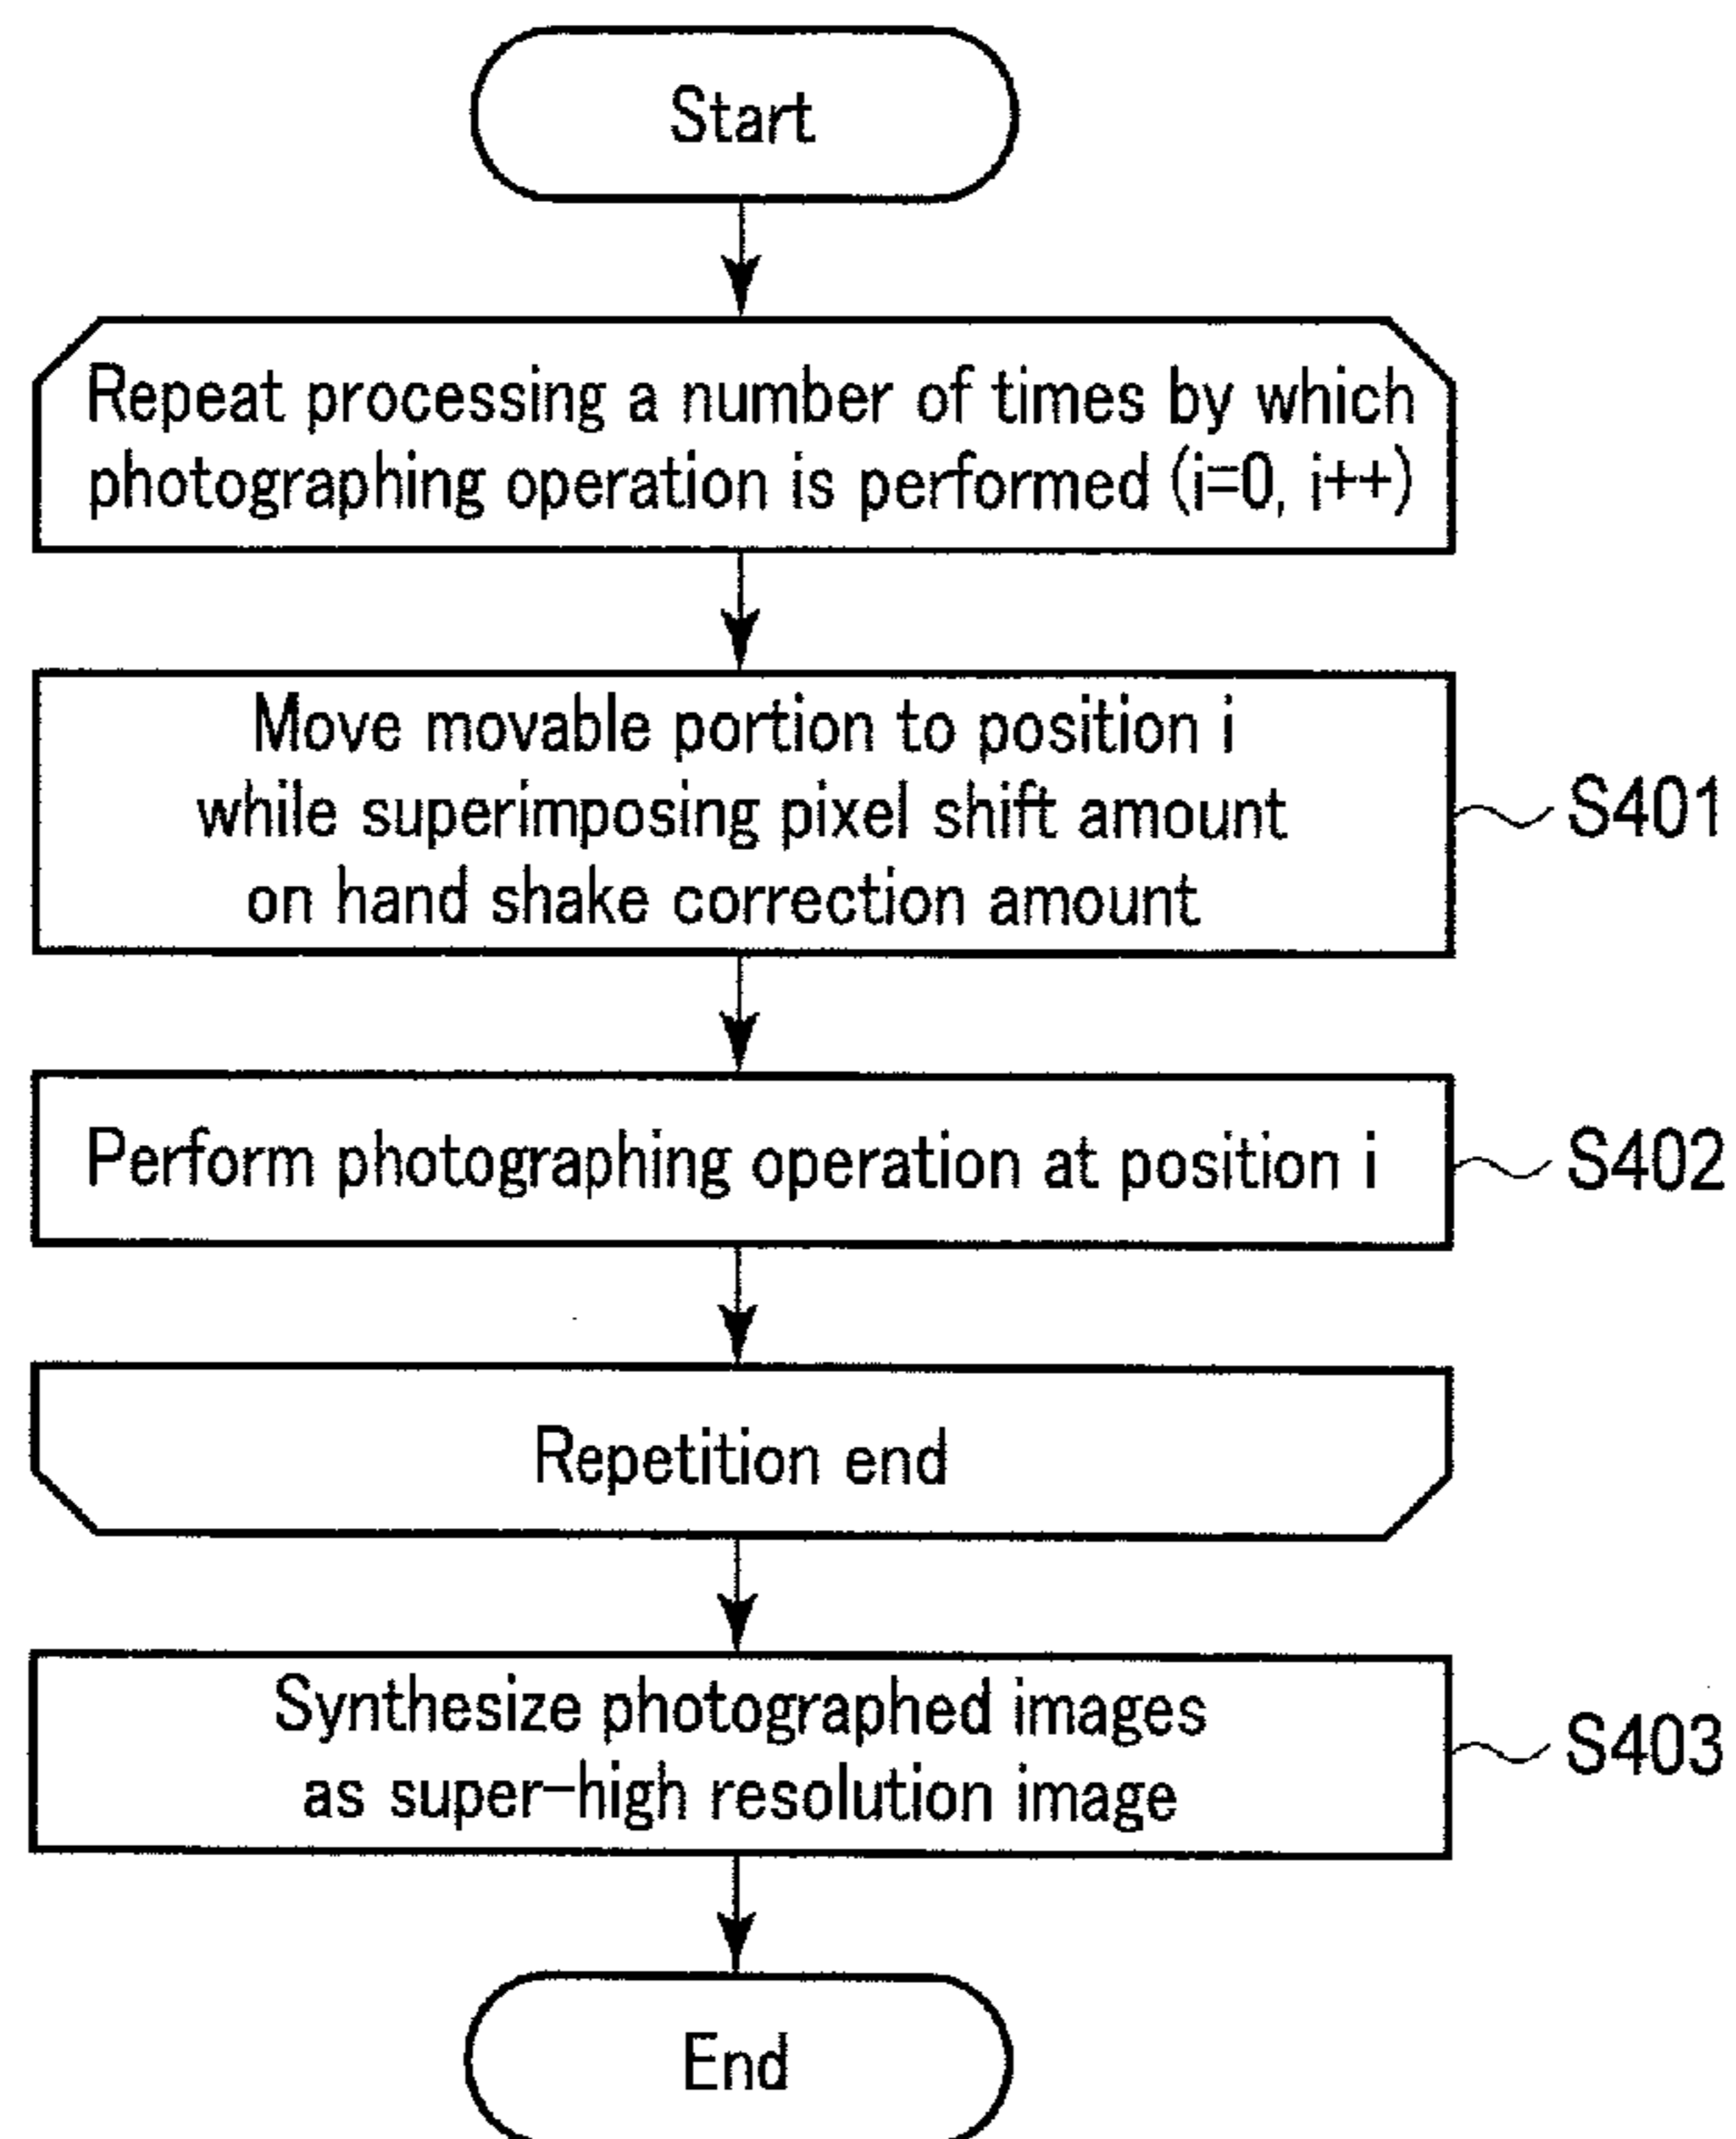 Start
Repeat processing a number of times by which
photographing operation is performed (i=0, i++)
Move movable portion to position i
while superimposing pixel shift amount
on hand shake correction amount
S401
Perform photographing operation at position i
S402
Repetition end
Synthesize photographed images
as super-high resolution image
S403
End